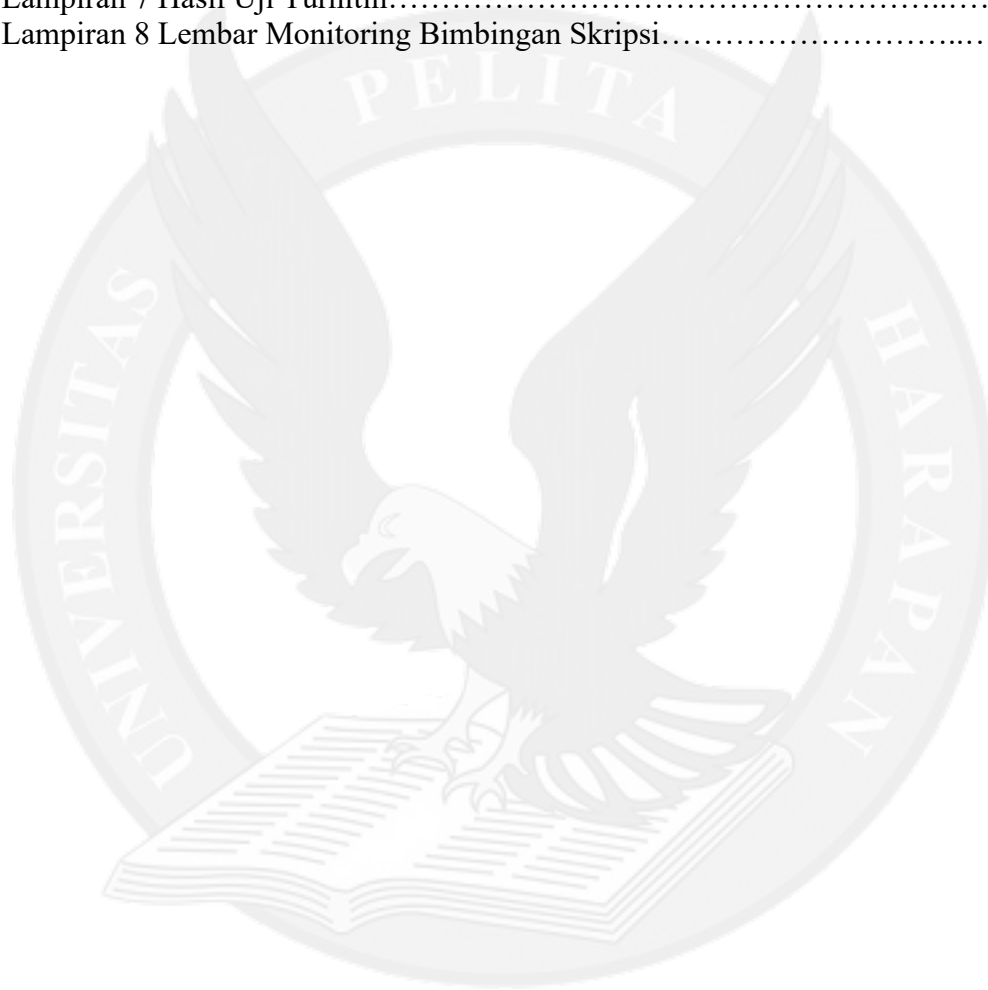 Lampiran 7 Hasil Uji Turnitin……………………………………………..…
Lampiran 8 Lembar Monitoring Bimbingan Skripsi………………………..…
UNIVERSITAS PELITA HARAPAN